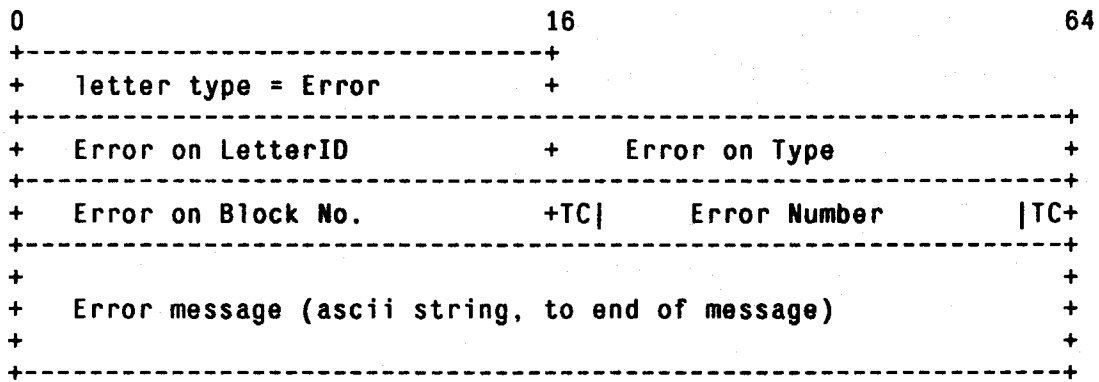 0 16 64
+--------------------------------+
+ letter type = Error +
+----------------------------------------------------------------+
+ Error on LetterID + Error on Type +
+----------------------------------------------------------------+
+ Error on Block No. +TC| Error Number |TC+
+----------------------------------------------------------------+
+ +
+ Error message (ascii string, to end of message) +
+ +
+----------------------------------------------------------------+